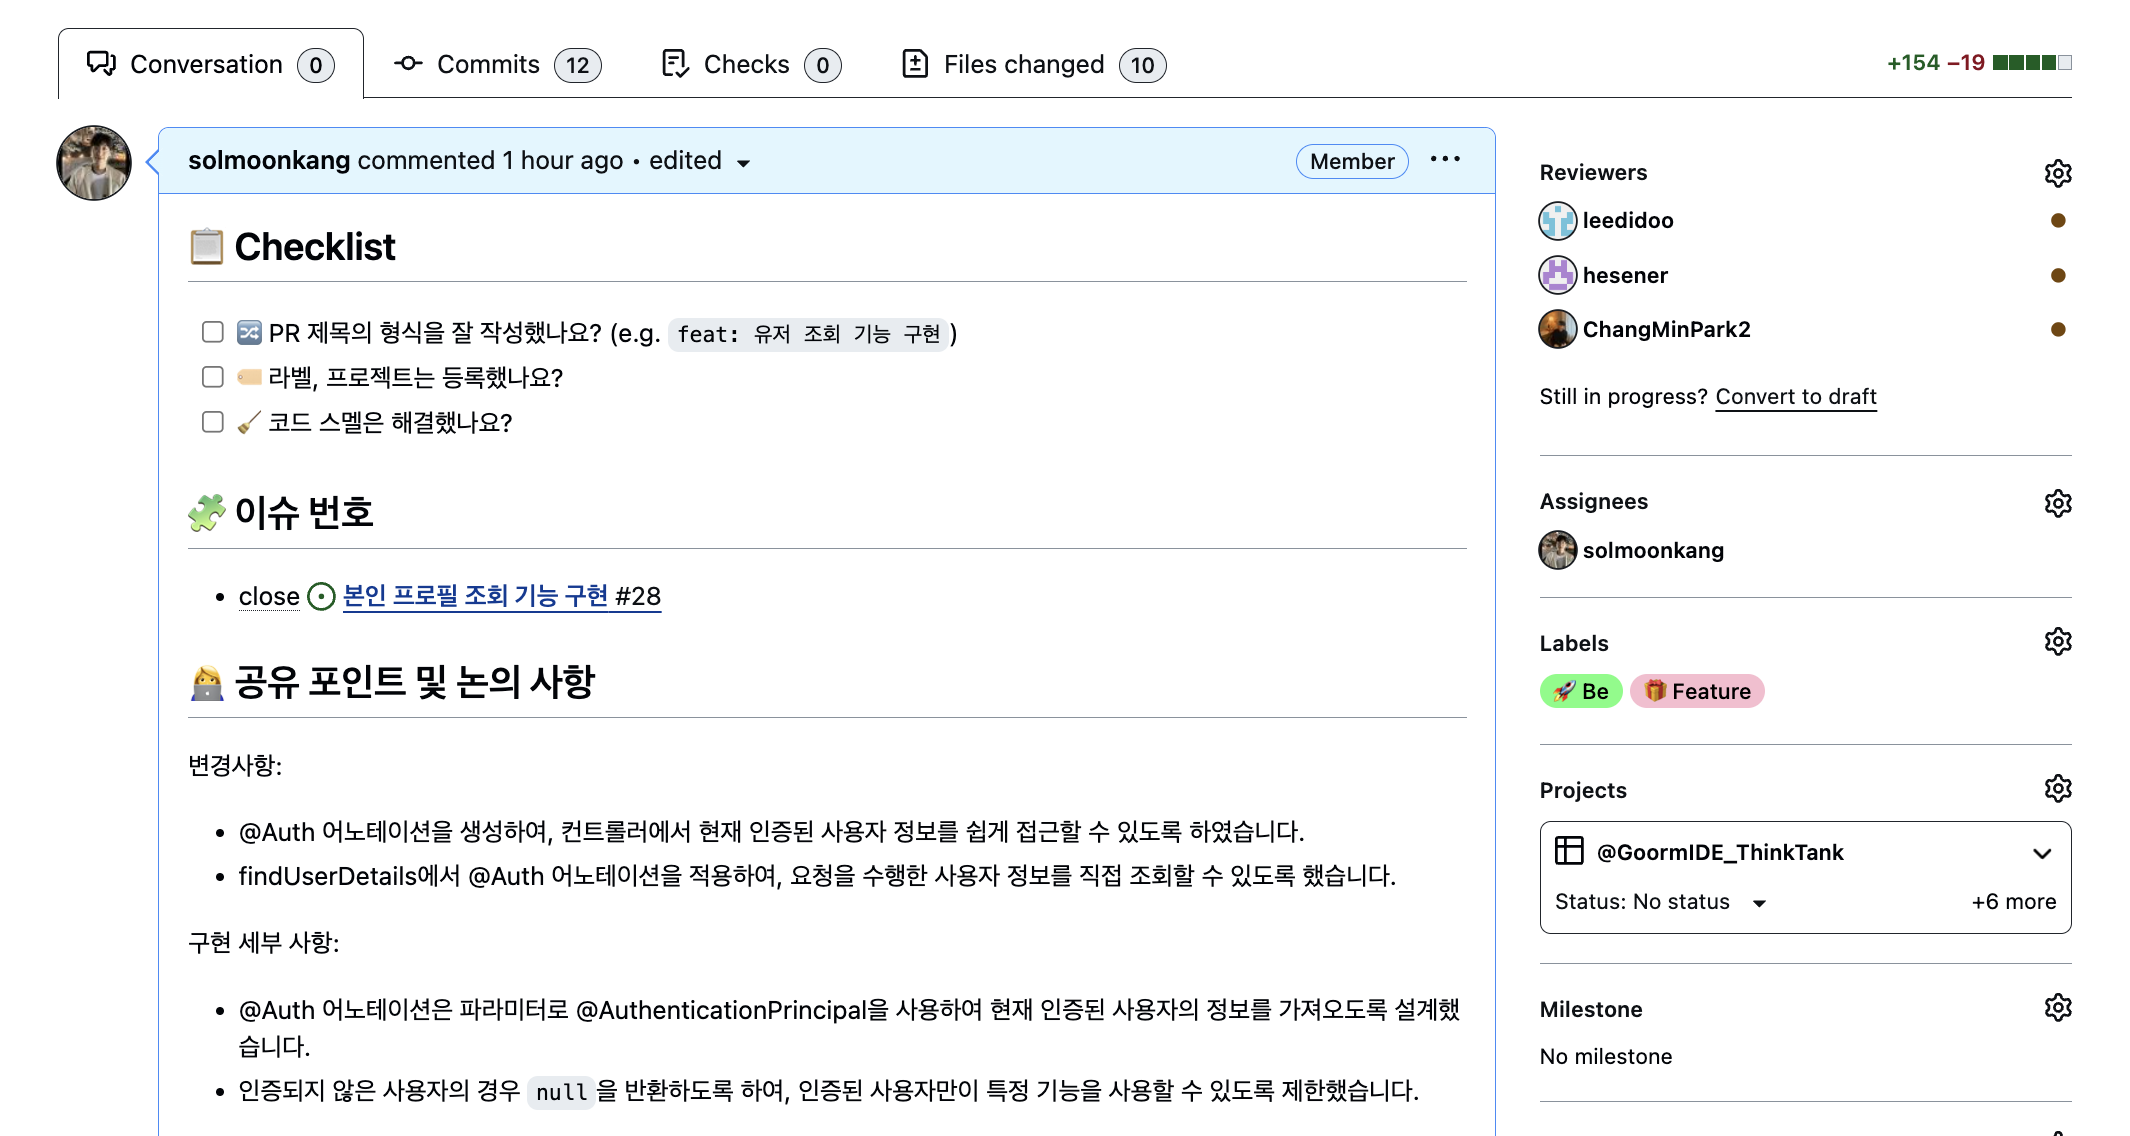 Conversation 0 Commits 12 Checks 0 Files changed 10 +154 −19
solmoonkang commented 1 hour ago • edited Member
Checklist
PR 제목의 형식을 잘 작성했나요? (e.g. feat: 유저 조회 기능 구현)
라벨, 프로젝트는 등록했나요?
코드 스멜은 해결했나요?
이슈 번호
close 본인 프로필 조회 기능 구현 #28
공유 포인트 및 논의 사항
변경사항:
@Auth 어노테이션을 생성하여, 컨트롤러에서 현재 인증된 사용자 정보를 쉽게 접근할 수 있도록 하였습니다.
findUserDetails에서 @Auth 어노테이션을 적용하여, 요청을 수행한 사용자 정보를 직접 조회할 수 있도록 했습니다.
구현 세부 사항:
@Auth 어노테이션은 파라미터로 @AuthenticationPrincipal을 사용하여 현재 인증된 사용자의 정보를 가져오도록 설계했
습니다.
인증되지 않은 사용자의 경우 null을 반환하도록 하여, 인증된 사용자만이 특정 기능을 사용할 수 있도록 제한했습니다.
Reviewers
leedidoo
hesener
ChangMinPark2
Still in progress? Convert to draft
Assignees
solmoonkang
Labels
Be Feature
Projects
@GoormIDE_ThinkTank
Status: No status +6 more
Milestone
No milestone